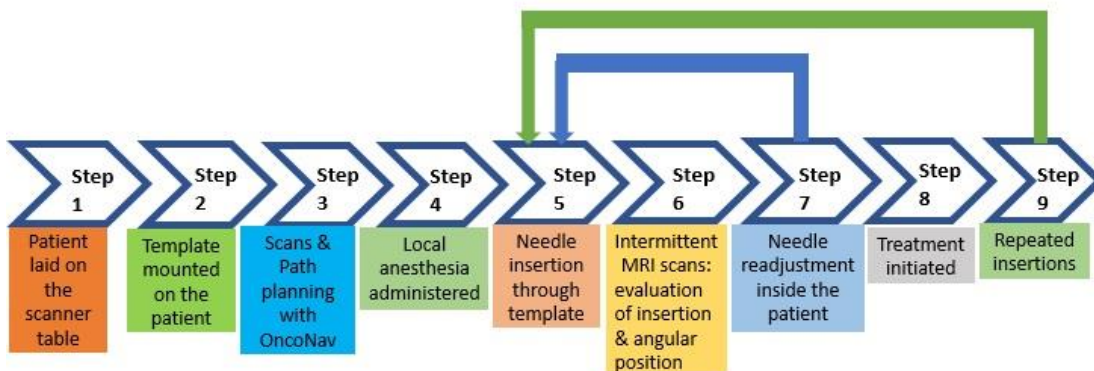 Step
1
Step
2
Step
3
Step
4
Step
5
Step
6
Step
7
Step
8
Step
9
Patient
laid on
the
scanner
table
Template
mounted
on the
patient
Scans &
Path
planning
with
OncoNav
Local
anesthesia
administered
Needle
insertion
through
template
Intermittent
MRI scans:
evaluation
of insertion
& angular
position
Needle
readjustment
inside the
patient
Treatment
initiated
Repeated
insertions